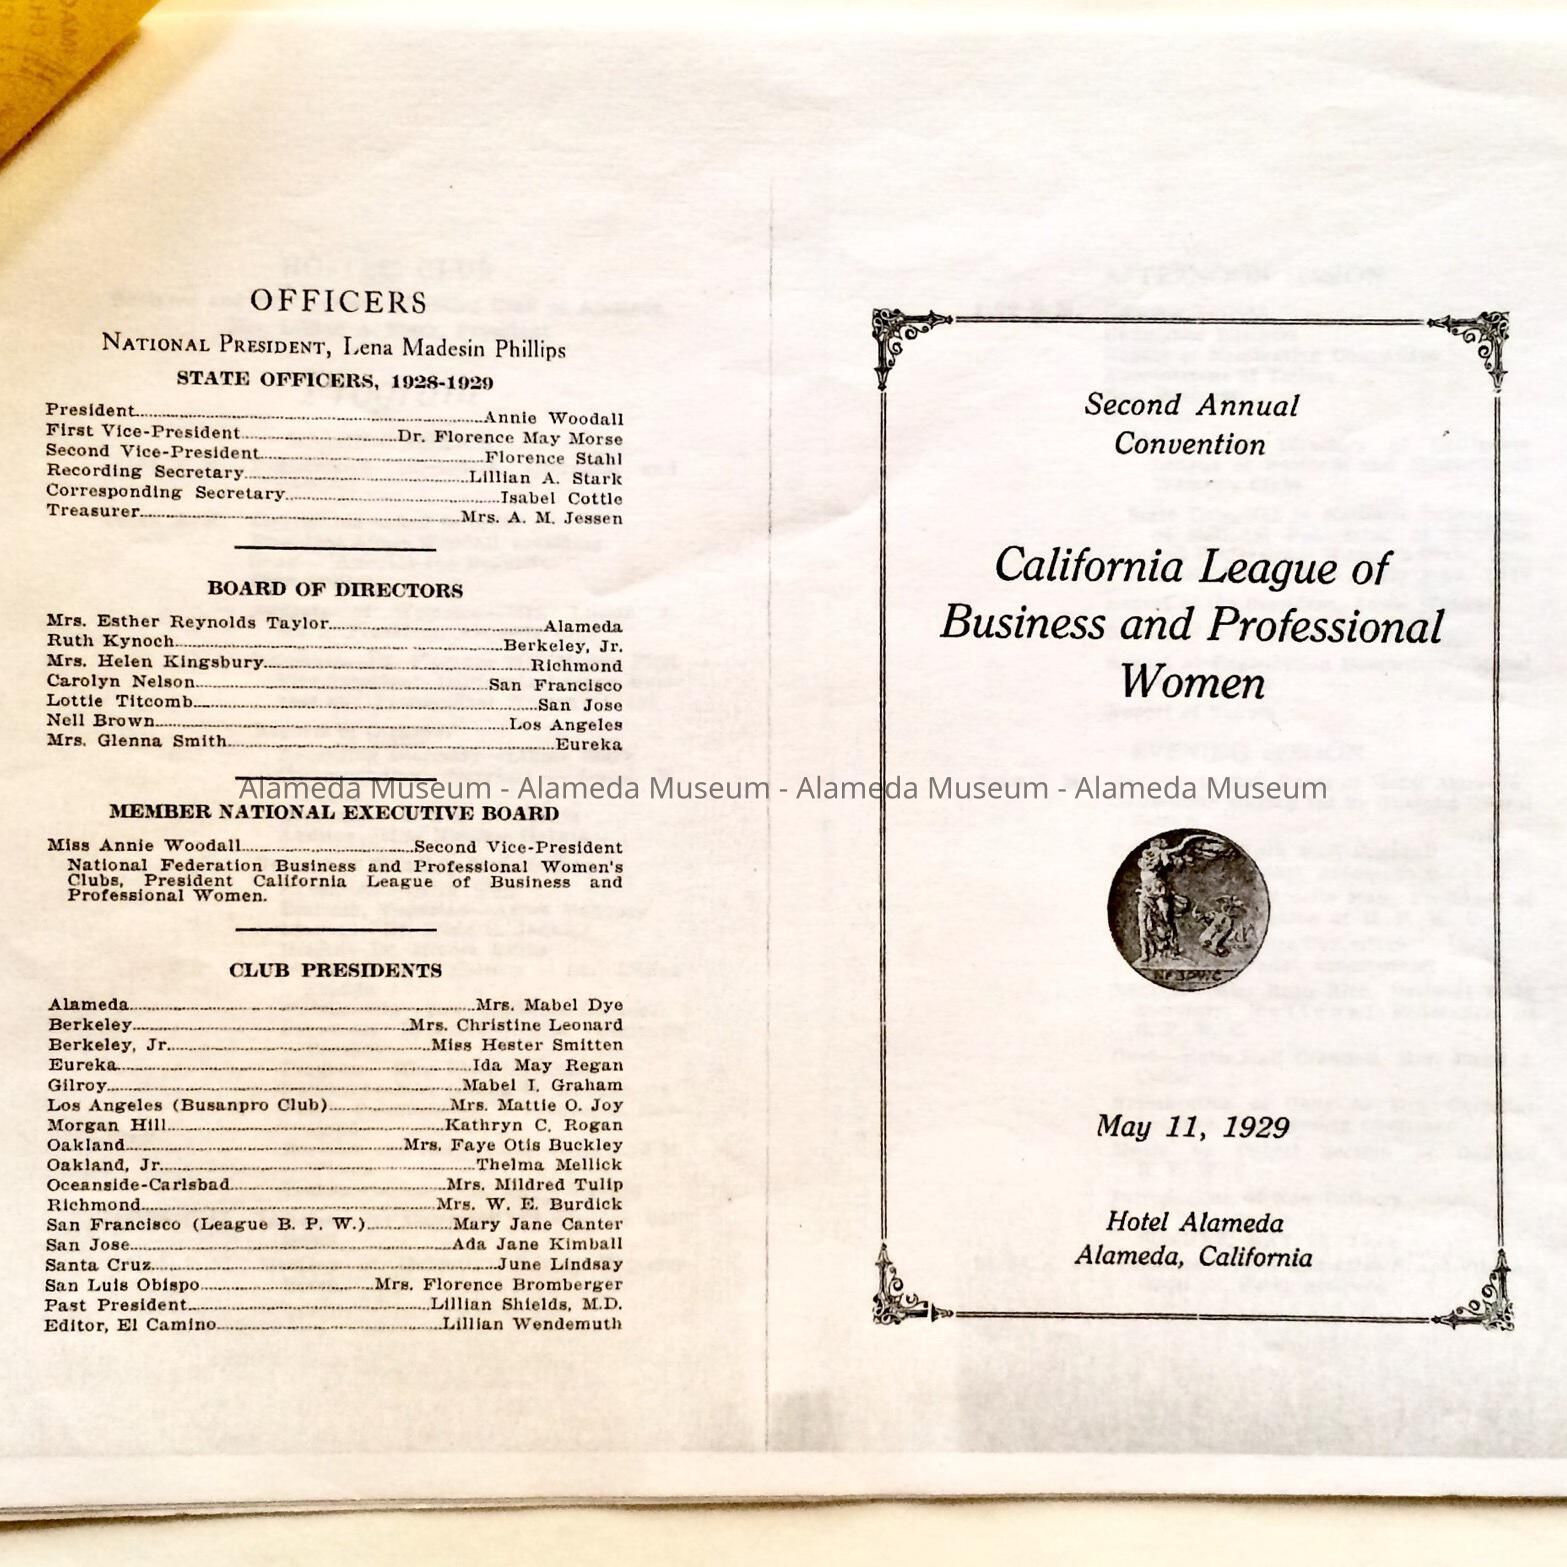 OFFICERS
NATIONAL PRESIDENT, Lena Madesin Phillips
STATE OFFICERS, 1928-1929
President Annie Woodall
First Vice-President Dr. Florence May Morse
Second Vice-President Florence Stahl
Recording Secretary Lillian A. Stark
Corresponding Secretary Isabel Cottle
Treasurer Mrs. A. M. Jessen
BOARD OF DIRECTORS
Mrs. Esther Reynolds Taylor Alameda
Ruth Kynoch Berkeley, Jr.
Mrs. Helen Kingsbury Richmond
Carolyn Nelson San Francisco
Lottie Titcomb San Jose
Nell Brown Los Angeles
Mrs. Glenna Smith Eureka
MEMBER NATIONAL EXECUTIVE BOARD
Miss Annie Woodall Second Vice-President
National Federation Business and Professional Women's
Clubs, President California League of Business and
Professional Women.
CLUB PRESIDENTS
Alameda Mrs. Mabel Dye
Berkeley Mrs. Christine Leonard
Berkeley, Jr. Miss Hester Smitten
Eureka Ida May Regan
Gilroy Mabel I. Graham
Los Angeles (Busanpro Club) Mrs. Mattie O. Joy
Morgan Hill Kathryn C. Rogan
Oakland Mrs. Faye Otis Buckley
Oakland, Jr. Thelma Mellick
Oceanside-Carlsbad Mrs. Mildred Tulip
Richmond Mrs. W. E. Burdick
San Francisco (League B. P. W.) Mary Jane Canter
San Jose Ada Jane Kimball
Santa Cruz June Lindsay
San Luis Obispo Mrs. Florence Bromberger
Past President Lillian Shields, M.D.
Editor, El Camino Lillian Wendemuth
Second Annual
Convention
California League of
Business and Professional
Women
May 11, 1929
Hotel Alameda
Alameda, California
Alameda Museum - Alameda Museum - Alameda Museum - Alameda Museum